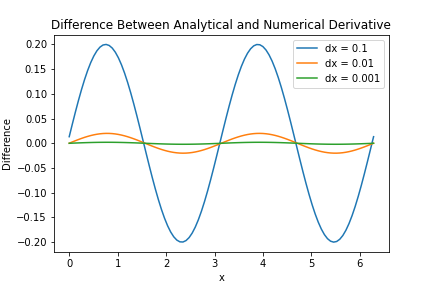 Difference Between Analytical and Numerical Derivative
dx = 0.1
dx = 0.01
dx = 0.001
0.20
0.15
0.10
0.05
0.00
−0.05
−0.10
−0.15
−0.20
Difference
0 1 2 3 4 5 6
x